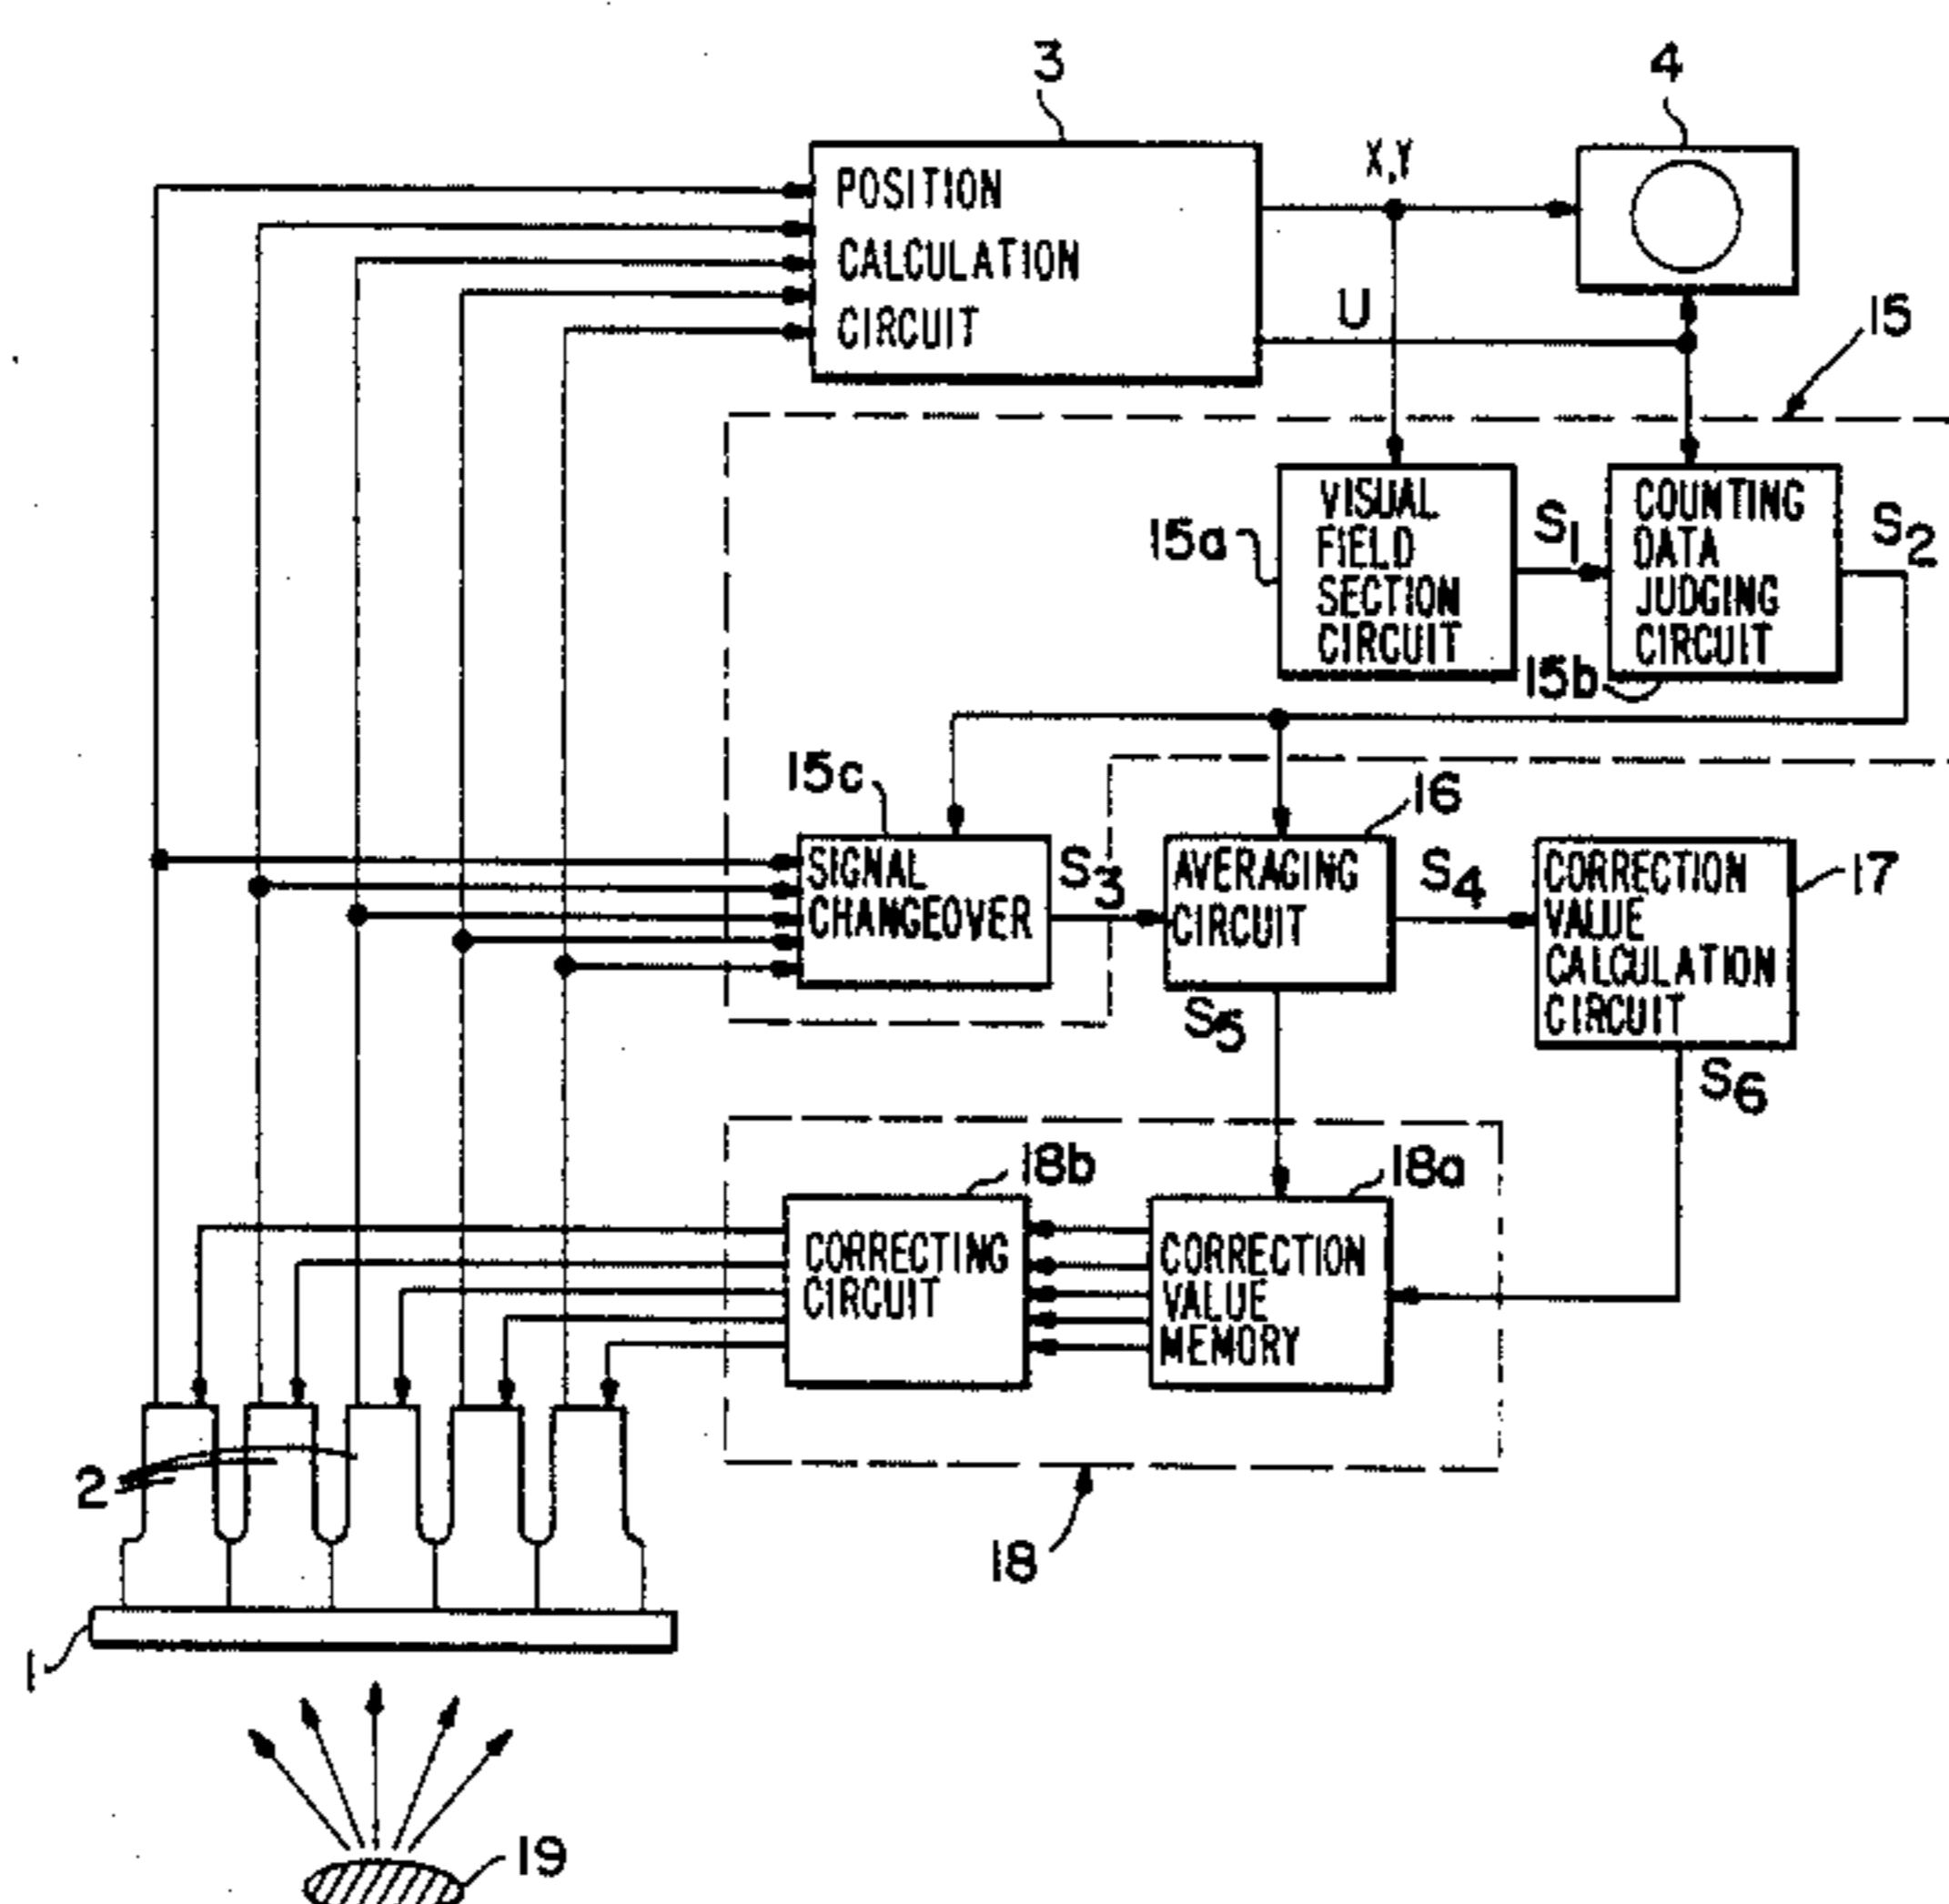 3
4
POSITION
CALCULATION
CIRCUIT
X,Y
U
15
15a
VISUAL
FIELD
SECTION
CIRCUIT
S1
COUNTING
DATA
JUDGING
CIRCUIT
S2
15b
15c
SIGNAL
CHANGEOVER
S3
16
AVERAGING
CIRCUIT
S4
CORRECTION
VALUE
CALCULATION
CIRCUIT
17
S5
S6
18b
18a
CORRECTING
CIRCUIT
CORRECTION
VALUE
MEMORY
2
18
1
19